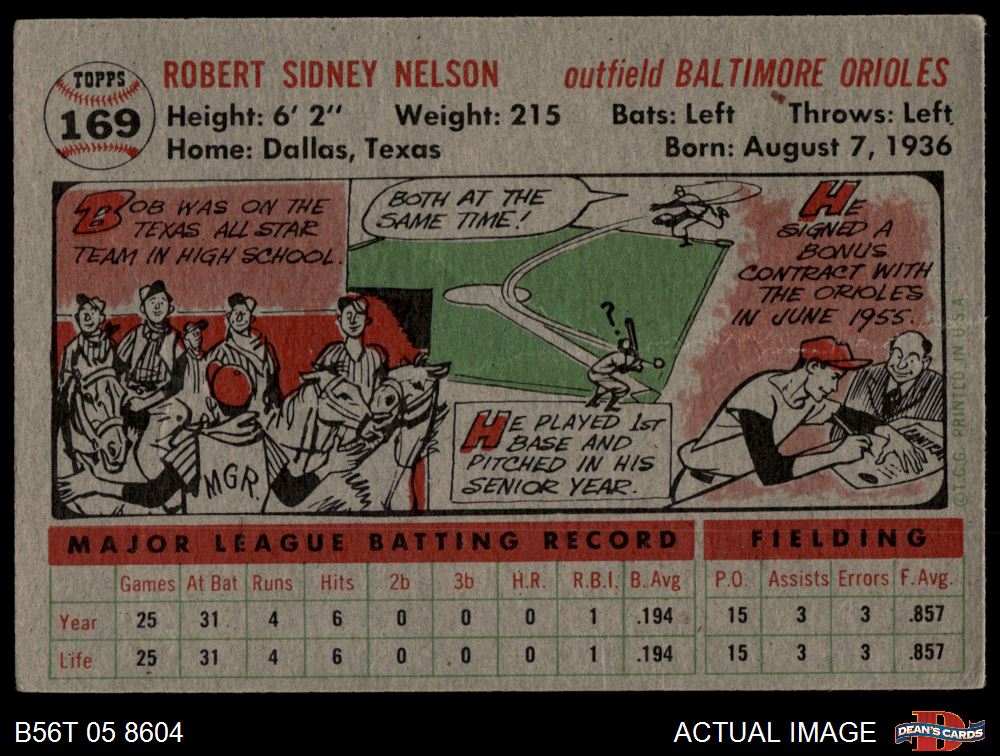 TOPPS
169
ROBERT SIDNEY NELSON outfield BALTIMORE ORIOLES
Height: 6' 2" Weight: 215 Bats: Left Throws: Left
Home: Dallas, Texas Born: August 7, 1936
BOB WAS ON THE
TEXAS ALL STAR
TEAM IN HIGH SCHOOL.
MGR.
BOTH AT THE
SAME TIME!
?
HE PLAYED 1ST
BASE AND
PITCHED IN HIS
SENIOR YEAR.
HE
SIGNED A
BONUS
CONTRACT WITH
THE ORIOLES
IN JUNE 1955.
CONTRACT
©T.C.G. PRINTED IN U.S.A.
MAJOR LEAGUE BATTING RECORD FIELDING
Games At Bat Runs Hits 2b 3b H.R. R.B.I. B. Avg P.O. Assists Errors F. Avg.
Year 25 31 4 6 0 0 0 1 .194 15 3 3 .857
Life 25 31 4 6 0 0 0 1 .194 15 3 3 .857
B56T 05 8604 ACTUAL IMAGE DEAN'S CARDS